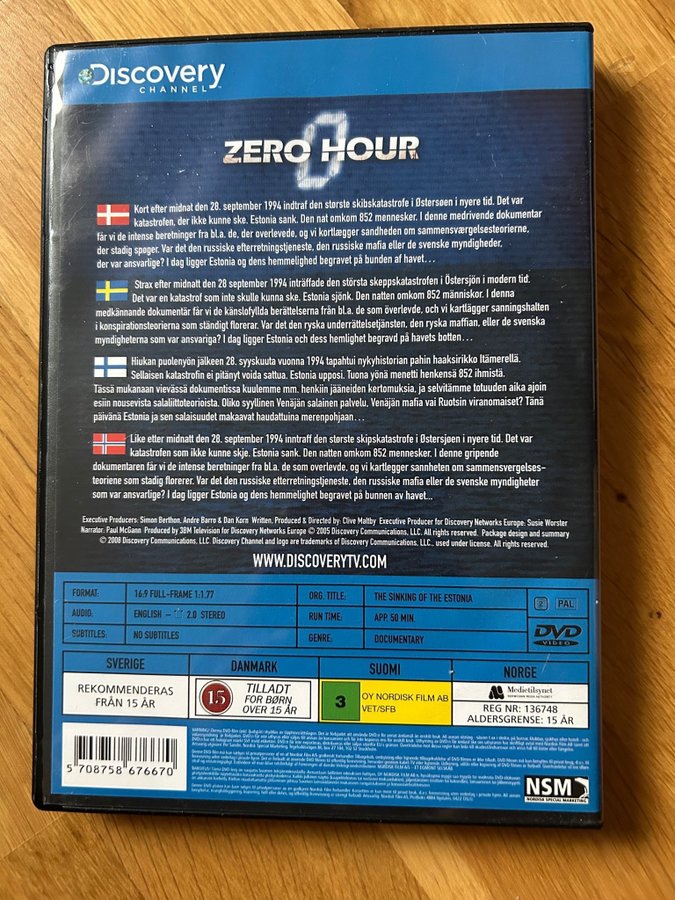 Discovery
CHANNEL™
0
ZERO HOUR
Kort efter midnat den 28. september 1994 indtraf den største skibskatastrofe i Østersøen i nyere tid. Det var
katastrofen, der ikke kunne ske. Estonia sank. Den nat omkom 852 mennesker. I denne medrivende dokumentar
får vi de intense beretninger fra bl.a. de, der overlevede, og vi kortlægger sandheden om sammensværgelsesteorierne,
der stadig spøger. Var det den russiske efterretningstjeneste, den russiske mafia eller de svenske myndigheder,
der var ansvarlige? I dag ligger Estonia og dens hemmelighed begravet på bunden af havet...
Strax efter midnatt den 28 september 1994 inträffade den största skeppskatastrofen i Östersjön i modern tid.
Det var en katastrof som inte skulle kunna ske. Estonia sjönk. Den natten omkom 852 människor. I denna
medkännande dokumentär får vi de känslofyllda berättelserna från bl.a. de som överlevde, och vi kartlägger sanningshalten
i konspirationsteorierna som ständigt florerar. Var det den ryska underrättelsetjänsten, den ryska maffian, eller de svenska
myndigheterna som var ansvariga? I dag ligger Estonia och dess hemlighet begravd på havets botten...
Hiukan puolenyön jälkeen 28. syyskuuta vuonna 1994 tapahtui nykyhistorian pahin haaksirikko Itämerellä.
Sellaisen katastrofin ei pitänyt voida sattua. Estonia upposi. Tuona yönä menetti henkensä 852 ihmistä.
Tässä mukanaan vievässä dokumentissa kuulemme mm. henkiin jääneiden kertomuksia, ja selvitämme totuuden aika ajoin
esiin nousevista salaliittoteorioista. Oliko syyllinen Venäjän salainen palvelu, Venäjän mafia vai Ruotsin viranomaiset? Tänä
päivänä Estonia ja sen salaisuudet makaavat haudattuina merenpohjaan...
Like etter midnatt den 28. september 1994 inntraff den største skipskatastrofe i Østersjøen i nyere tid. Det var
katastrofen som ikke kunne skje. Estonia sank. Den natten omkom 852 mennesker. I denne gripende
dokumentaren får vi de intense beretninger fra bl.a. de som overlevde, og vi kartlegger sannheten om sammensvergelses-
teoriene som stadig florerer. Var det den russiske etterretningstjeneste, den russiske mafia eller de svenske myndigheter
som var ansvarlige? I dag ligger Estonia og dens hemmelighet begravet på bunnen av havet...
Executive Producers: Simon Berthon, Andre Barro & Dan Korn Written, Produced & Directed by: Clive Maltby Executive Producer for Discovery Networks Europe: Susie Worster
Narrator: Paul McGann Produced by 3BM Television for Discovery Networks Europe © 2005 Discovery Communications, LLC. All rights reserved. Package design and summary
© 2008 Discovery Communications, LLC. Discovery Channel and logo are trademarks of Discovery Communications, LLC., used under license. All rights reserved.
WWW.DISCOVERYTV.COM
FORMAT: 16:9 FULL-FRAME 1:1.77 ORG. TITLE: THE SINKING OF THE ESTONIA 2 PAL
AUDIO: ENGLISH - 2.0 STEREO RUN TIME: APP. 50 MIN.
SUBTITLES: NO SUBTITLES GENRE: DOCUMENTARY
DVD
VIDEO
SVERIGE DANMARK SUOMI NORGE
REKOMMENDERAS
FRÅN 15 ÅR
15
TILLADT
FOR BØRN
OVER 15 ÅR
3
OY NORDISK FILM AB
VET/SFB
Medietilsynet
NORWEGIAN MEDIA AUTHORITY
REG NR: 136748
ALDERSGRENSE: 15 ÅR
5 708758 676670
NSM
NORDISK SPECIAL MARKETING